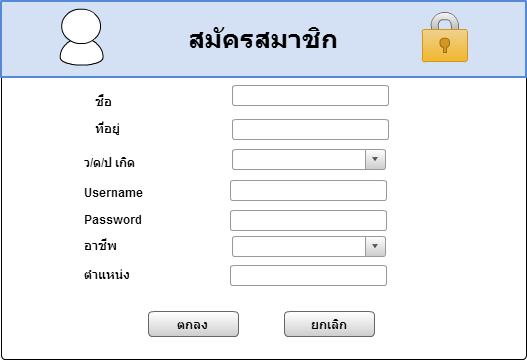 สมัครสมาชิก
ชื่อ
ที่อยู่
ว/ด/ป เกิด
Username
Password
อาชีพ
ตำแหน่ง
ตกลง ยกเลิก